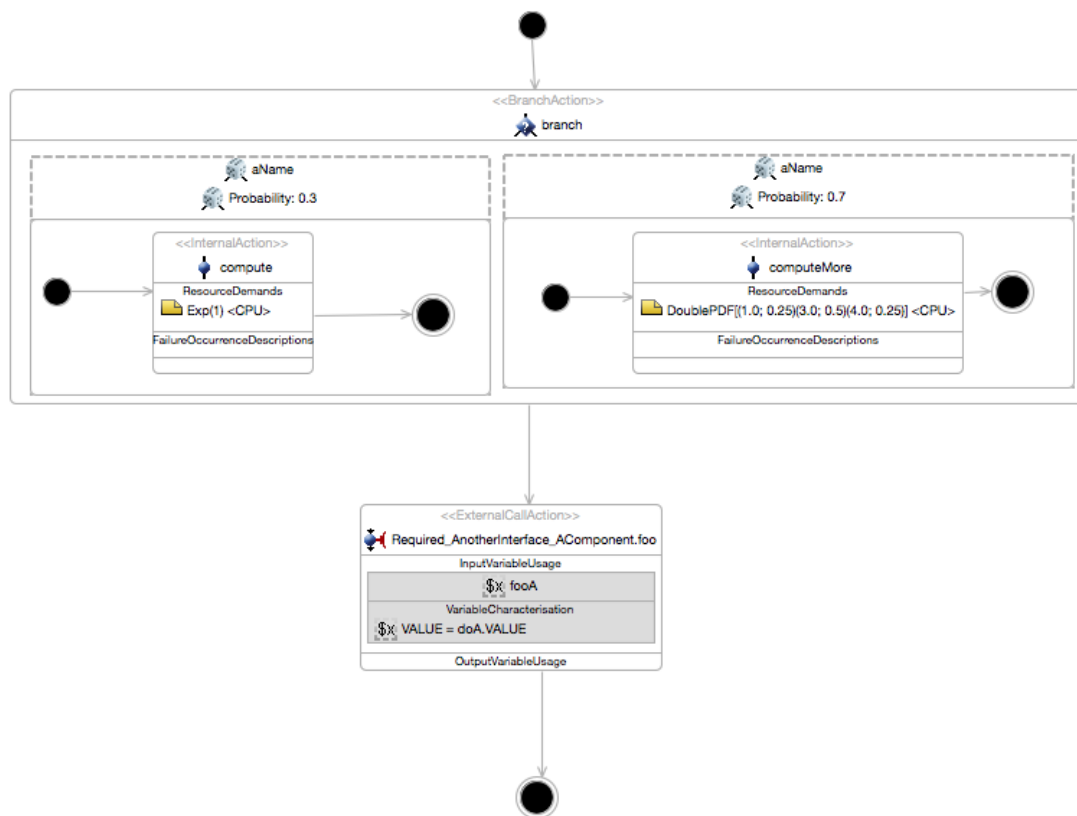 <<BranchAction>>
branch
aName
Probability: 0.3
<<InternalAction>>
compute
ResourceDemands
Exp(1) <CPU>
FailureOccurrenceDescriptions
aName
Probability: 0.7
<<InternalAction>>
computeMore
ResourceDemands
DoublePDF[(1.0; 0.25)(3.0; 0.5)(4.0; 0.25)] <CPU>
FailureOccurrenceDescriptions
<<ExternalCallAction>>
Required_AnotherInterface_AComponent.foo
InputVariableUsage
$x fooA
VariableCharacterisation
$x VALUE = doA.VALUE
OutputVariableUsage